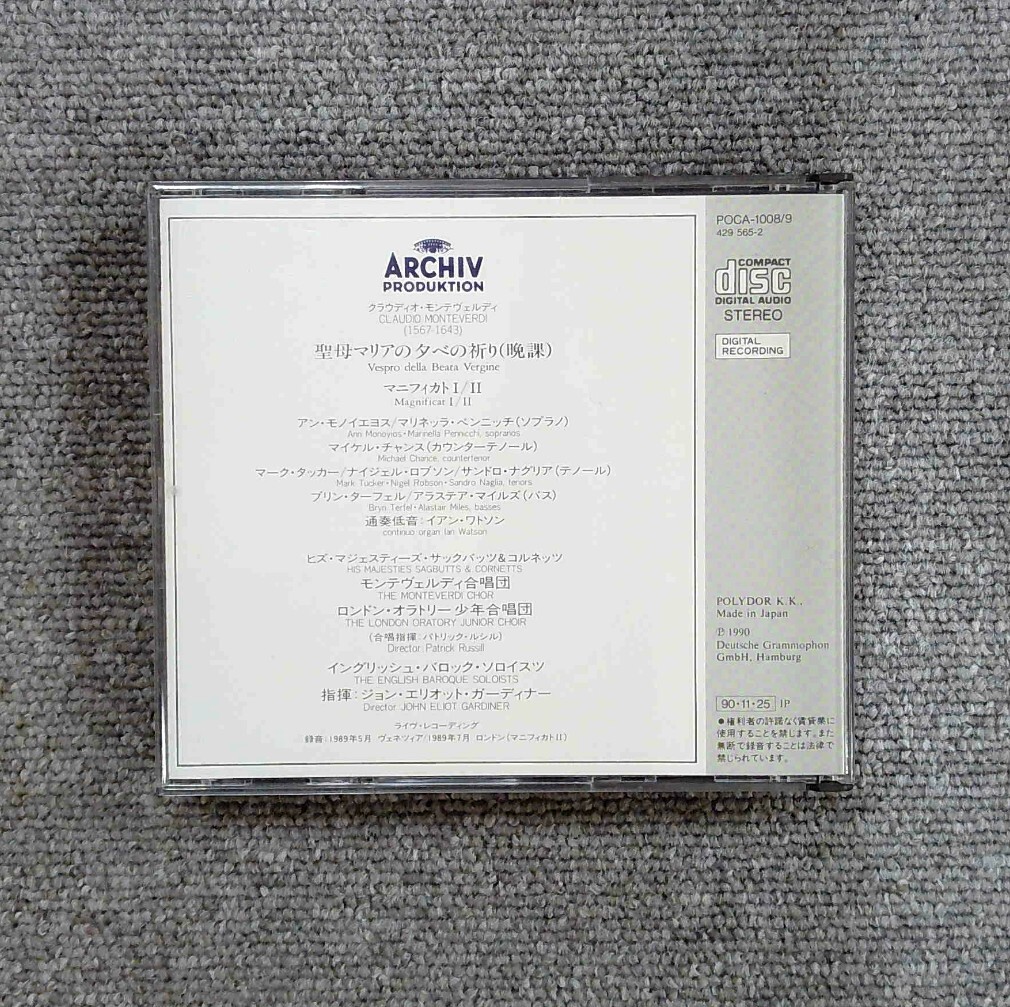 ARCHIV
PRODUKTION
クラウディオ・モンテヴェルディ
CLAUDIO MONTEVERDI
(1567-1643)
聖母マリアの夕べの祈り(晩課)
Vespro della Beata Vergine
マニフィカト I/II
Magnificat I/II
アン・モノイエヨス/マリネッラ・ペンニッチ(ソプラノ)
Ann Monoyios・Marinella Pennicchi, sopranos
マイケル・チャンス(カウンターテノール)
Michael Chance, countertenor
マーク・タッカー/ナイジェル・ロブソン/サンドロ・ナグリア(テノール)
Mark Tucker・Nigel Robson・Sandro Naglia, tenors
ブリン・ターフェル/アラステア・マイルズ(バス)
Bryn Terfel・Alastair Miles, basses
通奏低音:イアン・ワトソン
continuo organ Ian Watson
ヒズ・マジェスティーズ・サックバッツ&コルネッツ
HIS MAJESTIES SAGBUTTS & CORNETTS
モンテヴェルディ合唱団
THE MONTEVERDI CHOR
ロンドン・オラトリー少年合唱団
THE LONDON ORATORY JUNIOR CHOIR
(合唱指揮:パトリック・ルシル)
Director: Patrick Russill
イングリッシュ・バロック・ソロイスツ
THE ENGLISH BAROQUE SOLOISTS
指揮:ジョン・エリオット・ガーディナー
Director: JOHN ELIOT GARDINER
ライヴ・レコーディング
録音:1989年5月 ヴェネツィア/1989年7月 ロンドン(マニフィカトII)
POCA-1008/9
429 565-2
COMPACT
disc
DIGITAL AUDIO
STEREO
DIGITAL
RECORDING
POLYDOR K.K.,
Made in Japan
℗ 1990
Deutsche Grammophon
GmbH, Hamburg
90・11・25 IP
●権利者の許諾なく賃貸業に
使用することを禁じます。また
無断で録音することは法律で
禁じられています。